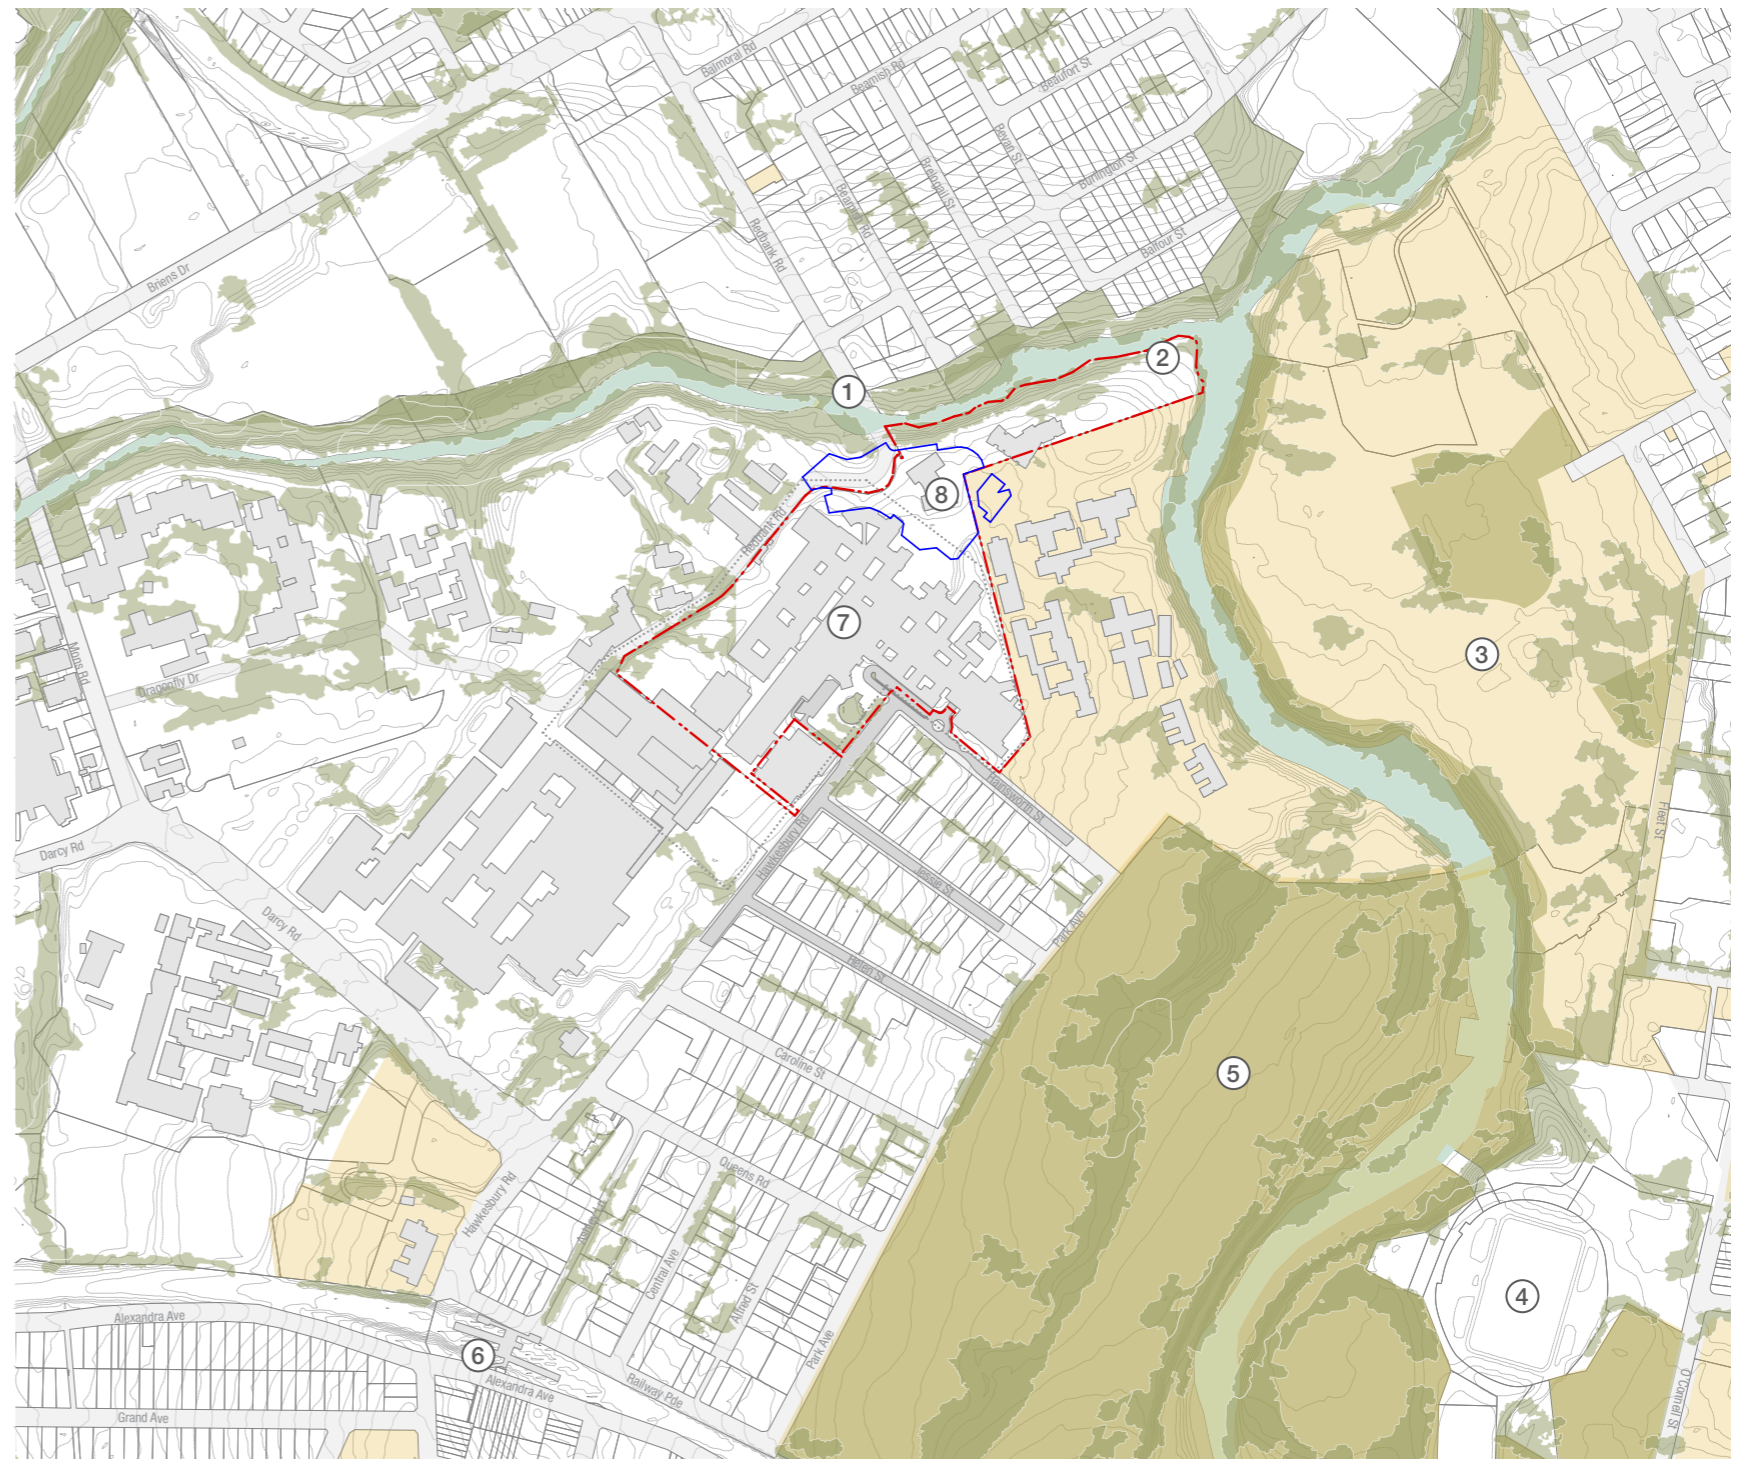 Balmoral Rd
Beamish Rd
Beaufort St
Bevan St
Burlington St
Brelogail St
Beamish Rd
Redbank Rd
Balfour St
Briens Dr
1
2
8
Redbank Rd
7
3
Mons Rd
Dragonfly Dr
Hainsworth St
Fleet St
Hawkesbury Rd
Darcy Rd
Jessie St
Darcy Rd
Park Ave
Helen St
Caroline St
5
Queens Rd
Hawkesbury Rd
Central Ave
Alfred St
4
Alexandra Ave
Park Ave
6
Alexandra Ave
Railway Pde
O'Connell St
Grand Ave